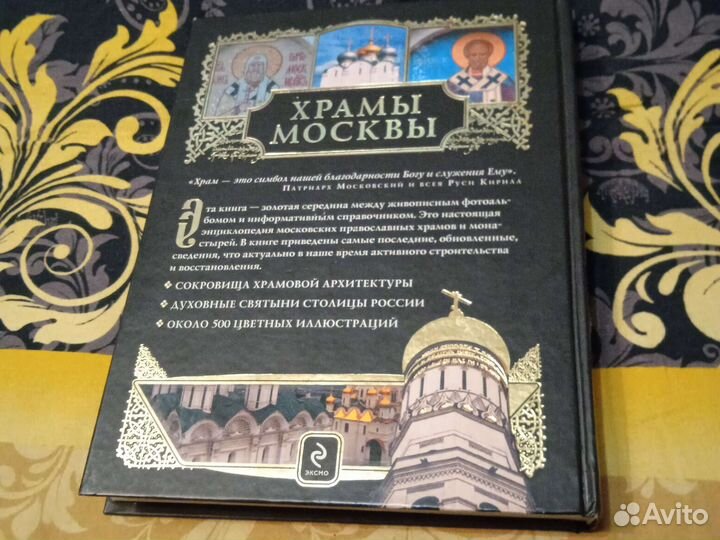 ХРАМЫ
МОСКВЫ
«Храм — это символ нашей благодарности Богу и служения Ему».
Патриарх Московский и всея Руси Кирилл
Эта книга — золотая середина между живописным фотоаль-
бомом и информативным справочником. Это настоящая
энциклопедия московских православных храмов и мона-
стырей. В книге приведены самые последние, обновленные,
сведения, что актуально в наше время активного строительства
и восстановления.
❖ СОКРОВИЩА ХРАМОВОЙ АРХИТЕКТУРЫ
❖ ДУХОВНЫЕ СВЯТЫНИ СТОЛИЦЫ РОССИИ
❖ ОКОЛО 500 ЦВЕТНЫХ ИЛЛЮСТРАЦИЙ
ЭКСМО
Avito